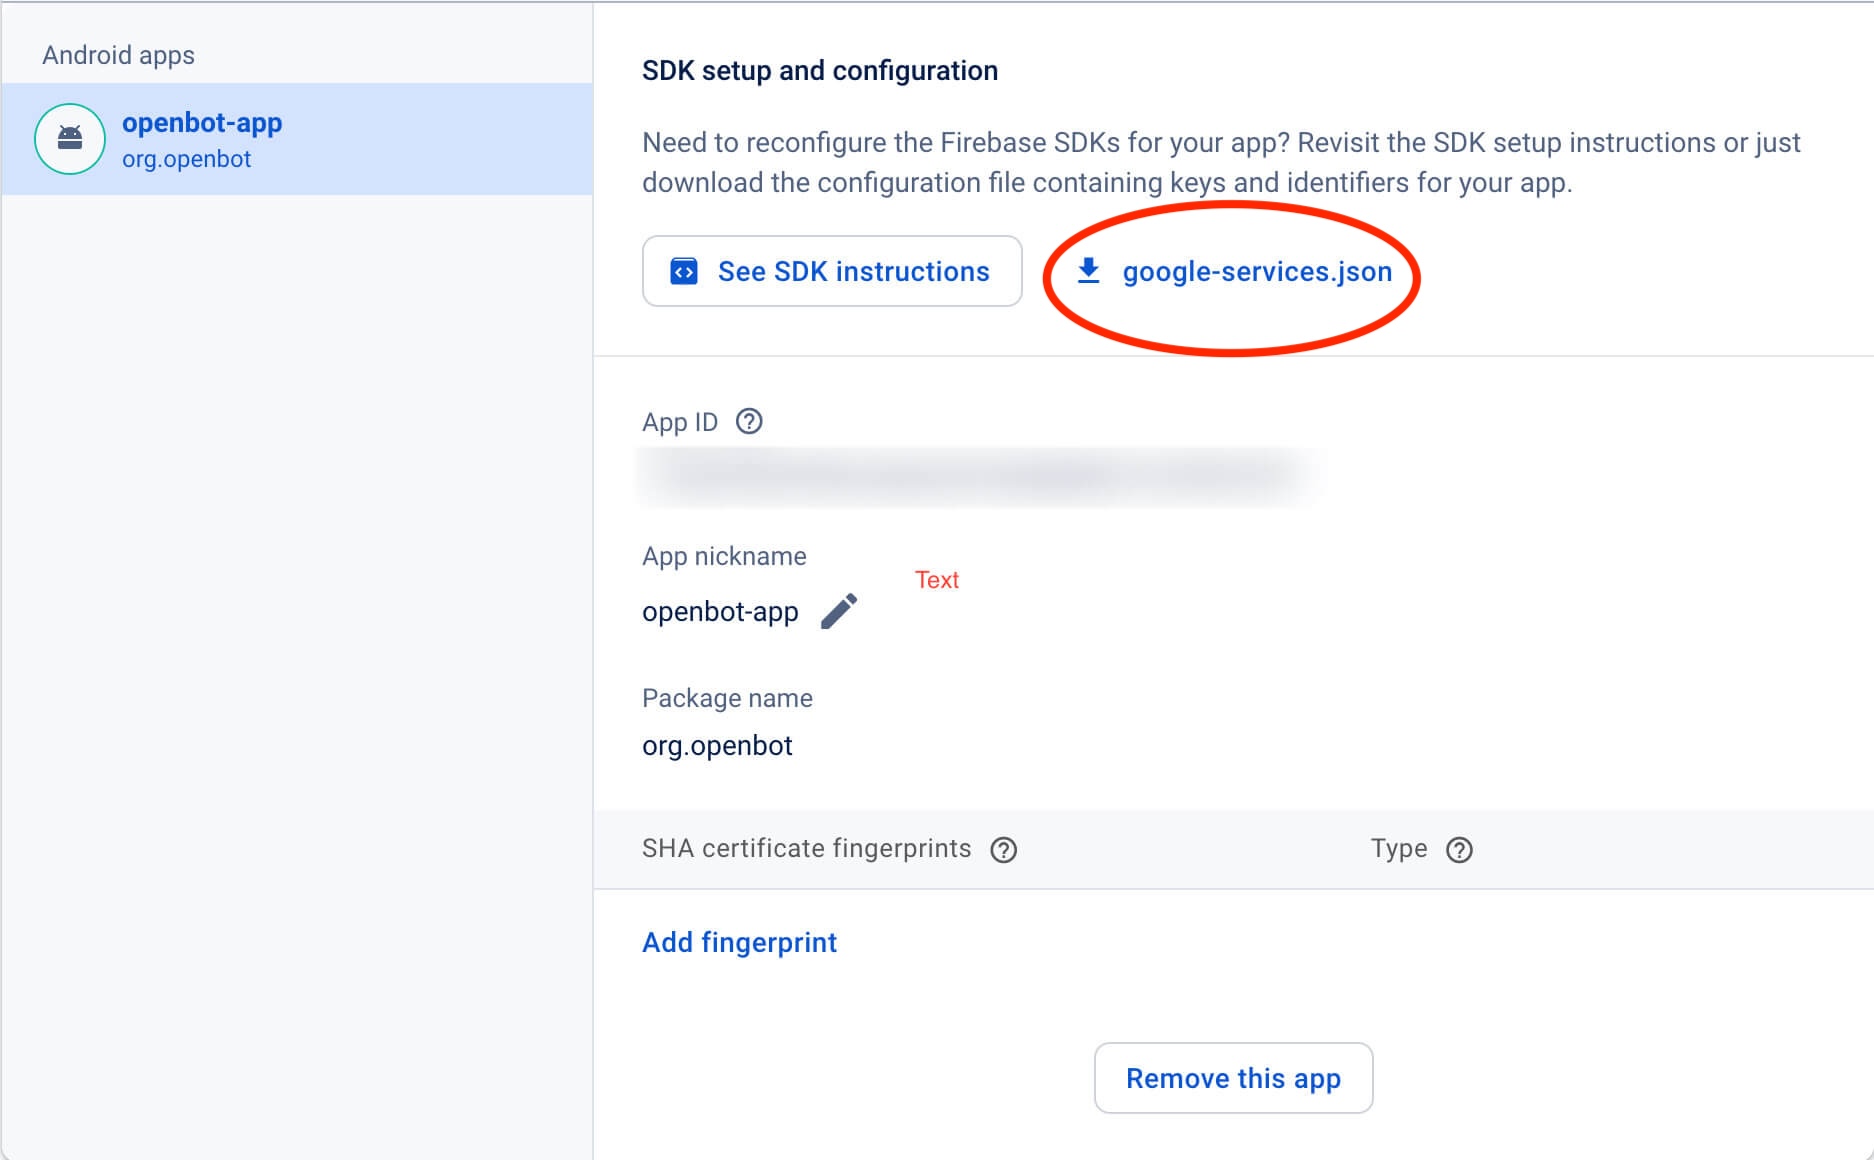 Android apps
openbot-app
org.openbot
SDK setup and configuration
Need to reconfigure the Firebase SDKs for your app? Revisit the SDK setup instructions or just
download the configuration file containing keys and identifiers for your app.
See SDK instructions
google-services.json
App ID
App nickname
Text
openbot-app
Package name
org.openbot
SHA certificate fingerprints
Type
Add fingerprint
Remove this app